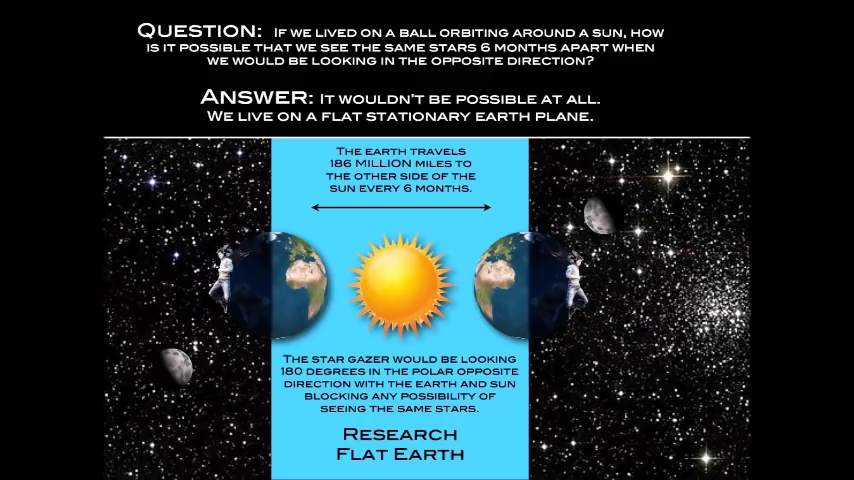 QUESTION: IF WE LIVED ON A BALL ORBITING AROUND A SUN, HOW
IS IT POSSIBLE THAT WE SEE THE SAME STARS 6 MONTHS APART WHEN
WE WOULD BE LOOKING IN THE OPPOSITE DIRECTION?
ANSWER: IT WOULDN'T BE POSSIBLE AT ALL.
WE LIVE ON A FLAT STATIONARY EARTH PLANE.
THE EARTH TRAVELS
186 MILLION MILES TO
THE OTHER SIDE OF THE
SUN EVERY 6 MONTHS.
THE STAR GAZER WOULD BE LOOKING
180 DEGREES IN THE POLAR OPPOSITE
DIRECTION WITH THE EARTH AND SUN
BLOCKING ANY POSSIBILITY OF
SEEING THE SAME STARS.
RESEARCH
FLAT EARTH